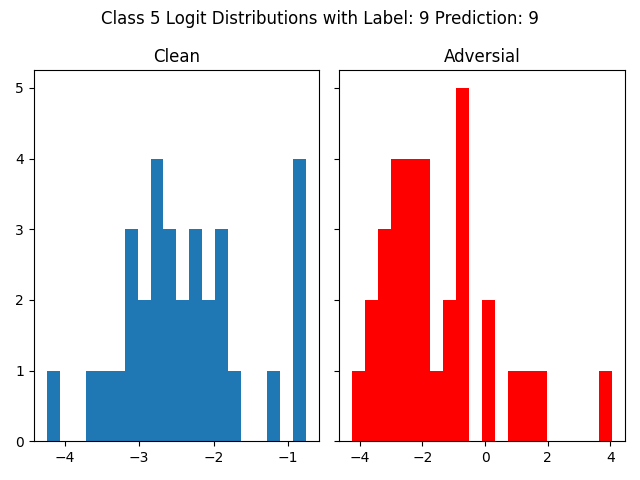 Class 5 Logit Distributions with Label: 9 Prediction: 9
Clean
Adversial
5
4
3
2
1
0
−4 −3 −2 −1
−4 −2 0 2 4